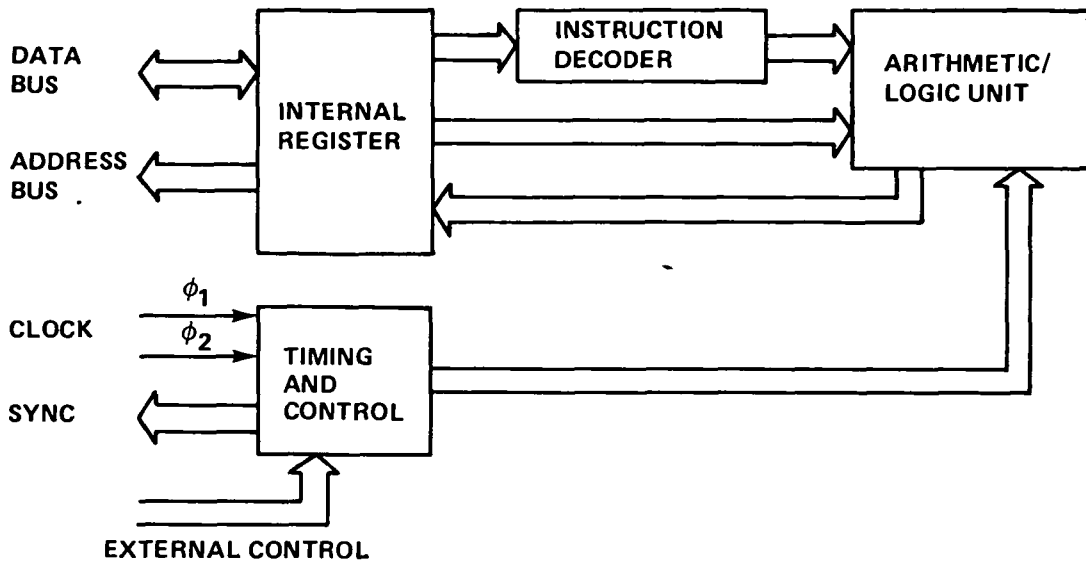 DATA
BUS
ADDRESS
BUS
INTERNAL
REGISTER
INSTRUCTION
DECODER
ARITHMETIC/
LOGIC UNIT
CLOCK
ϕ1
ϕ2
SYNC
TIMING
AND
CONTROL
EXTERNAL CONTROL